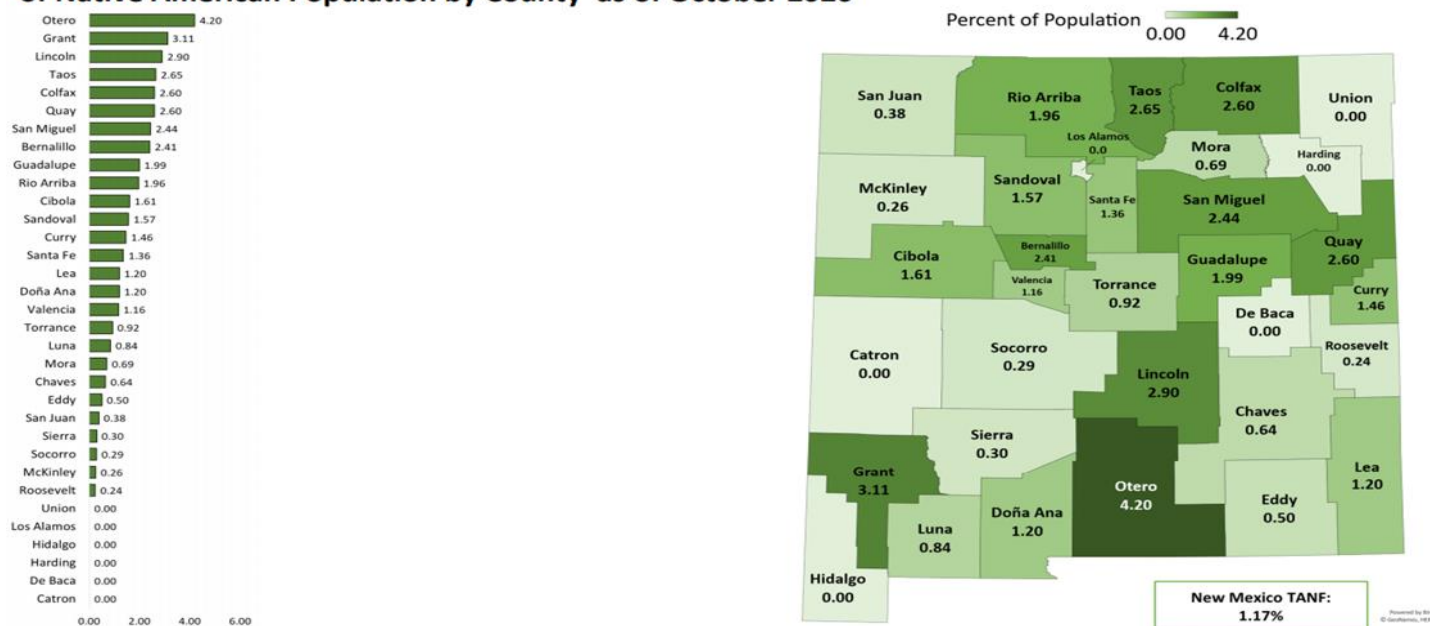 of Native American Population by County as of October 2020
Otero 4.20
Grant 3.11
Lincoln 2.90
Taos 2.65
Colfax 2.60
Quay 2.60
San Miguel 2.44
Bernalillo 2.41
Guadalupe 1.99
Rio Arriba 1.96
Cibola 1.61
Sandoval 1.57
Curry 1.46
Santa Fe 1.36
Lea 1.20
Doña Ana 1.20
Valencia 1.16
Torrance 0.92
Luna 0.84
Mora 0.69
Chaves 0.64
Eddy 0.50
San Juan 0.38
Sierra 0.30
Socorro 0.29
McKinley 0.26
Roosevelt 0.24
Union 0.00
Los Alamos 0.00
Hidalgo 0.00
Harding 0.00
De Baca 0.00
Catron 0.00
0.00 2.00 4.00 6.00
Percent of Population
0.00 4.20
San Juan
0.38
Rio Arriba
1.96
Taos
2.65
Colfax
2.60
Union
0.00
Los Alamos
0.0
Mora
0.69
Harding
0.00
McKinley
0.26
Sandoval
1.57
Santa Fe
1.36
San Miguel
2.44
Quay
2.60
Cibola
1.61
Bernalillo
2.41
Valencia
1.16
Torrance
0.92
Guadalupe
1.99
Curry
1.46
De Baca
0.00
Roosevelt
0.24
Catron
0.00
Socorro
0.29
Lincoln
2.90
Chaves
0.64
Sierra
0.30
Grant
3.11
Otero
4.20
Lea
1.20
Eddy
0.50
Doña Ana
1.20
Luna
0.84
Hidalgo
0.00
New Mexico TANF:
1.17%
Powered by
© GeoNames,